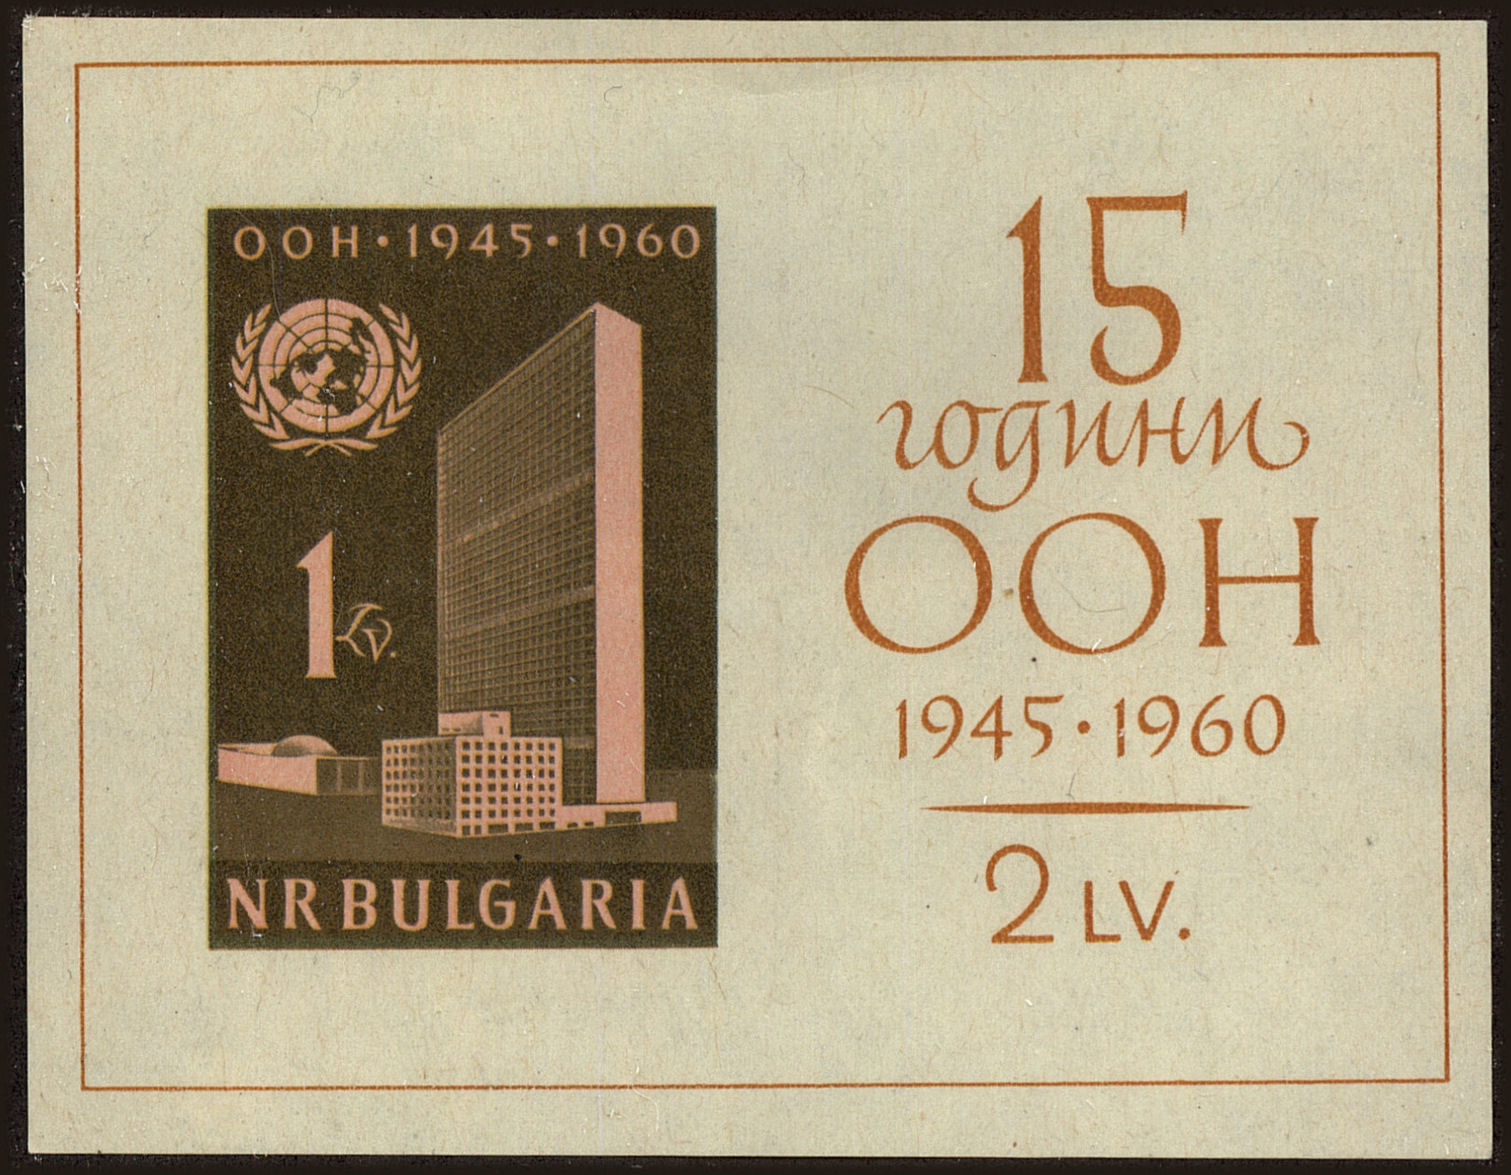 ООН · 1945 · 1960
1 Lv.
NR BULGARIA
15
години
ООН
1945 · 1960
2 LV.